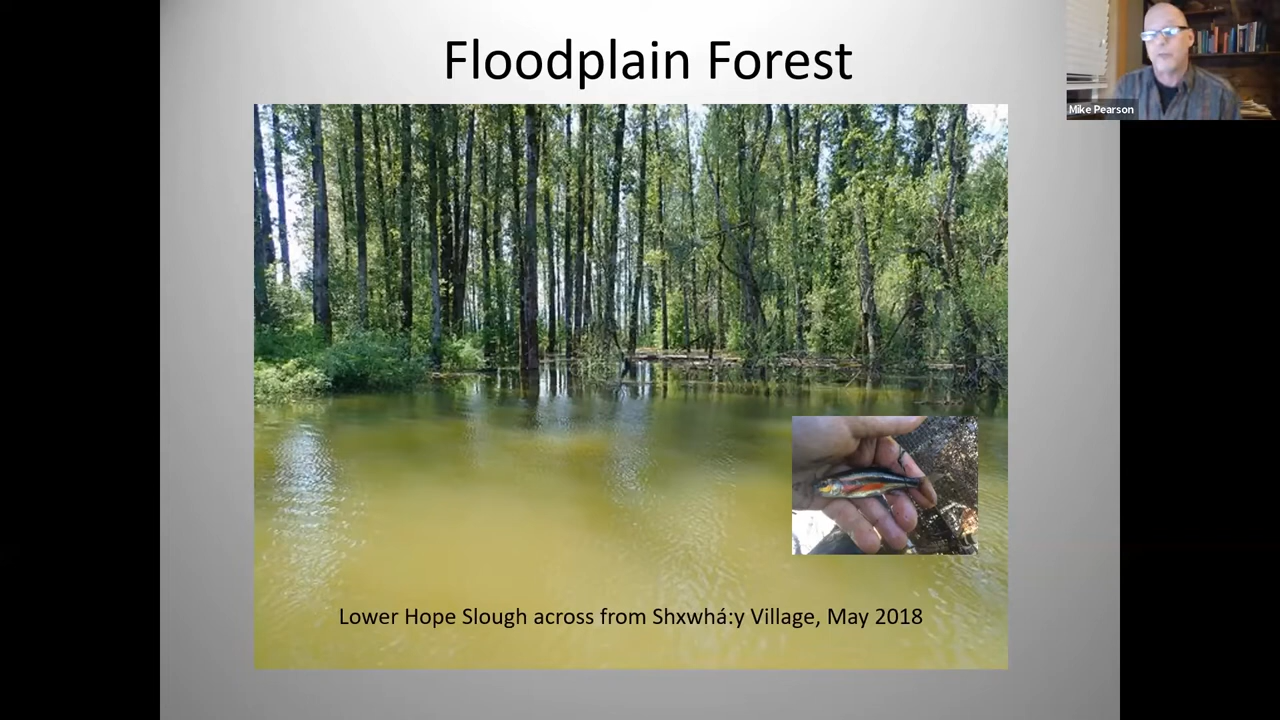 Floodplain Forest
Mike Pearson
Lower Hope Slough across from Shxwhá:y Village, May 2018